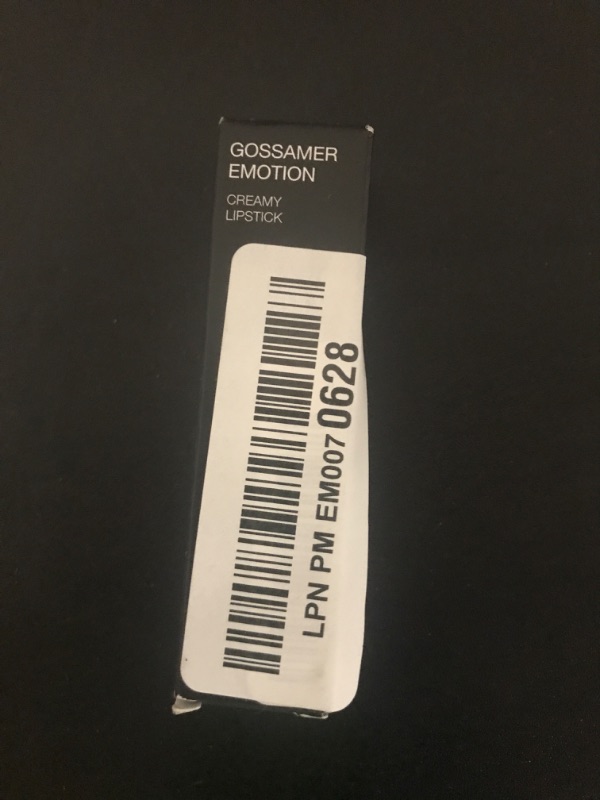 GOSSAMER
EMOTION
CREAMY
LIPSTICK
LPN PM EM007 0628